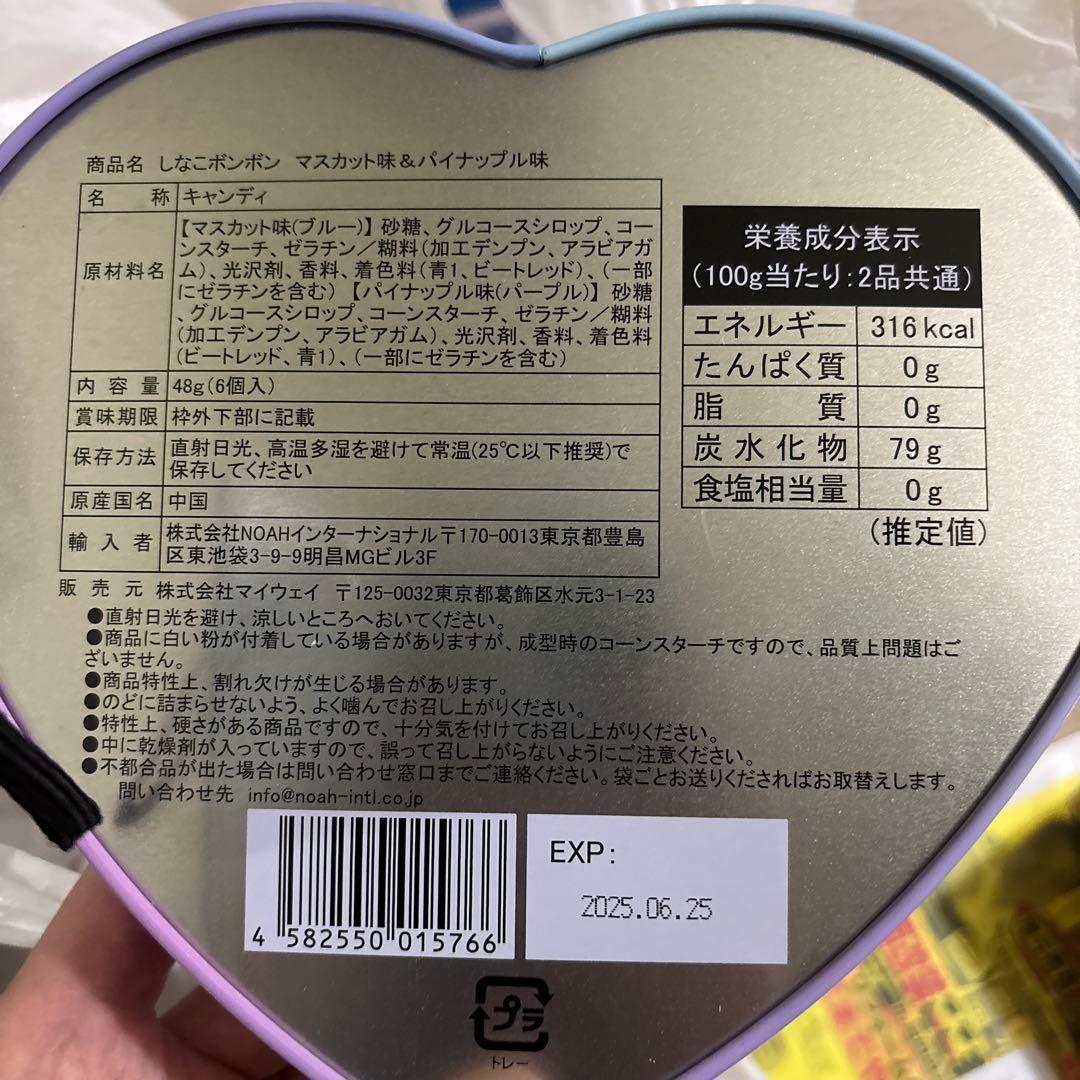 商品名 しなこボンボン マスカット味＆パイナップル味
名称 キャンディ
原材料名 【マスカット味(ブルー)】砂糖、グルコースシロップ、コー
ンスターチ、ゼラチン／糊料(加工デンプン、アラビアガ
ム)、光沢剤、香料、着色料(青1、ビートレッド)、(一部
にゼラチンを含む)【パイナップル味(パープル)】砂糖
、グルコースシロップ、コーンスターチ、ゼラチン／糊料
(加工デンプン、アラビアガム)、光沢剤、香料、着色料
(ビートレッド、青1)、(一部にゼラチンを含む)
内容量 48g(6個入)
賞味期限 枠外下部に記載
保存方法 直射日光、高温多湿を避けて常温(25℃以下推奨)で
保存してください
原産国名 中国
輸入者 株式会社NOAHインターナショナル〒170-0013東京都豊島
区東池袋3-9-9明昌MGビル3F
販売元 株式会社マイウェイ 〒125-0032東京都葛飾区水元3-1-23
栄養成分表示
(100g当たり：2品共通)
エネルギー 316kcal
たんぱく質 0g
脂質 0g
炭水化物 79g
食塩相当量 0g
(推定値)
●直射日光を避け、涼しいところへおいてください。
●商品に白い粉が付着している場合がありますが、成型時のコーンスターチですので、品質上問題はご
ざいません。
●商品特性上、割れ欠けが生じる場合があります。
●のどに詰まらせないよう、よく噛んでお召し上がりください。
●特性上、硬さがある商品ですので、十分気を付けてお召し上がりください。
●中に乾燥剤が入っていますので、誤って召し上がらないようにご注意ください。
●不都合品が出た場合は問い合わせ窓口までご連絡ください。袋ごとお送りくださればお取替えします。
問い合わせ先 info@noah-intl.co.jp
4 582550 015766
EXP:
2025.06.25
プラ
トレー